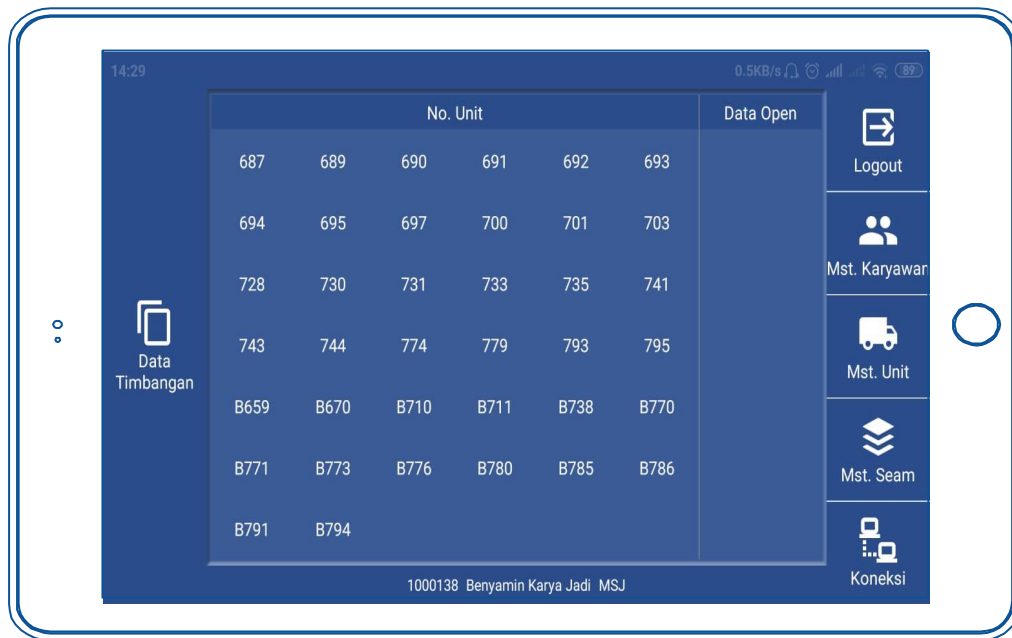 14:29
0.5KB/s 89
No. Unit
Data Open
687 689 690 691 692 693
694 695 697 700 701 703
728 730 731 733 735 741
743 744 774 779 793 795
B659 B670 B710 B711 B738 B770
B771 B773 B776 B780 B785 B786
B791 B794
Data
Timbangan
Logout
Mst. Karyawan
Mst. Unit
Mst. Seam
Koneksi
1000138 Benyamin Karya Jadi MSJ